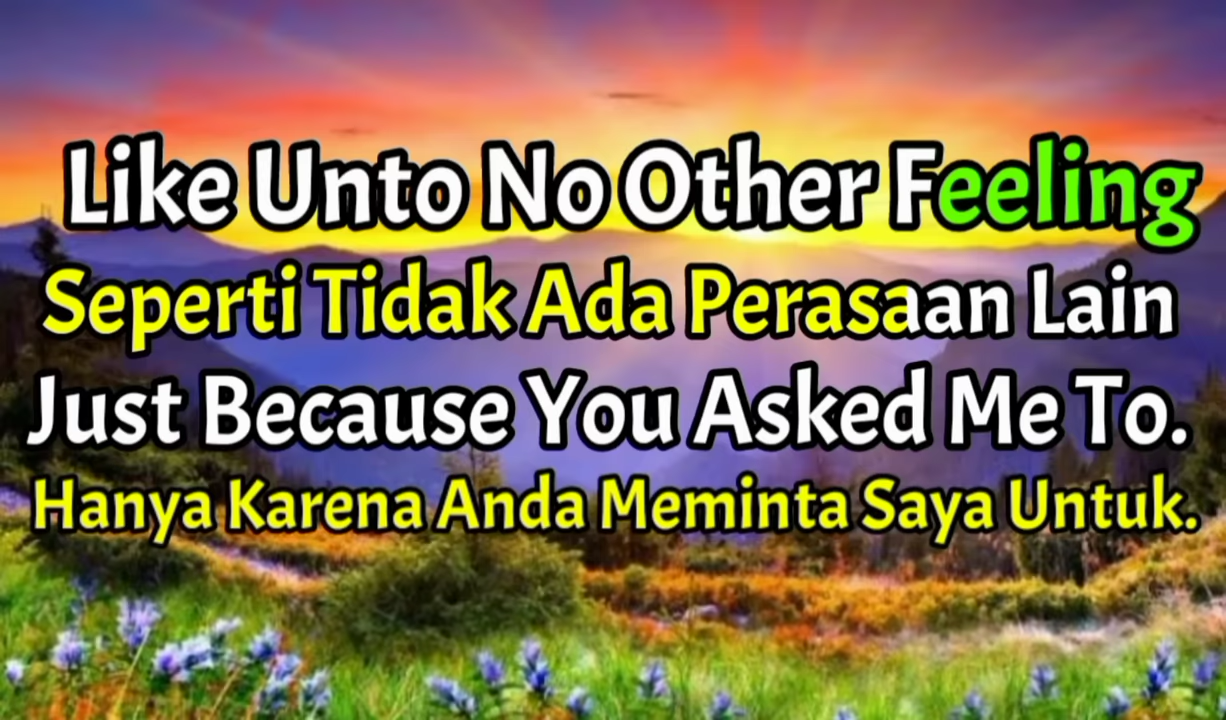 Like Unto No Other Feeling
Seperti Tidak Ada Perasaan Lain
Just Because You Asked Me To.
Hanya Karena Anda Meminta Saya Untuk.